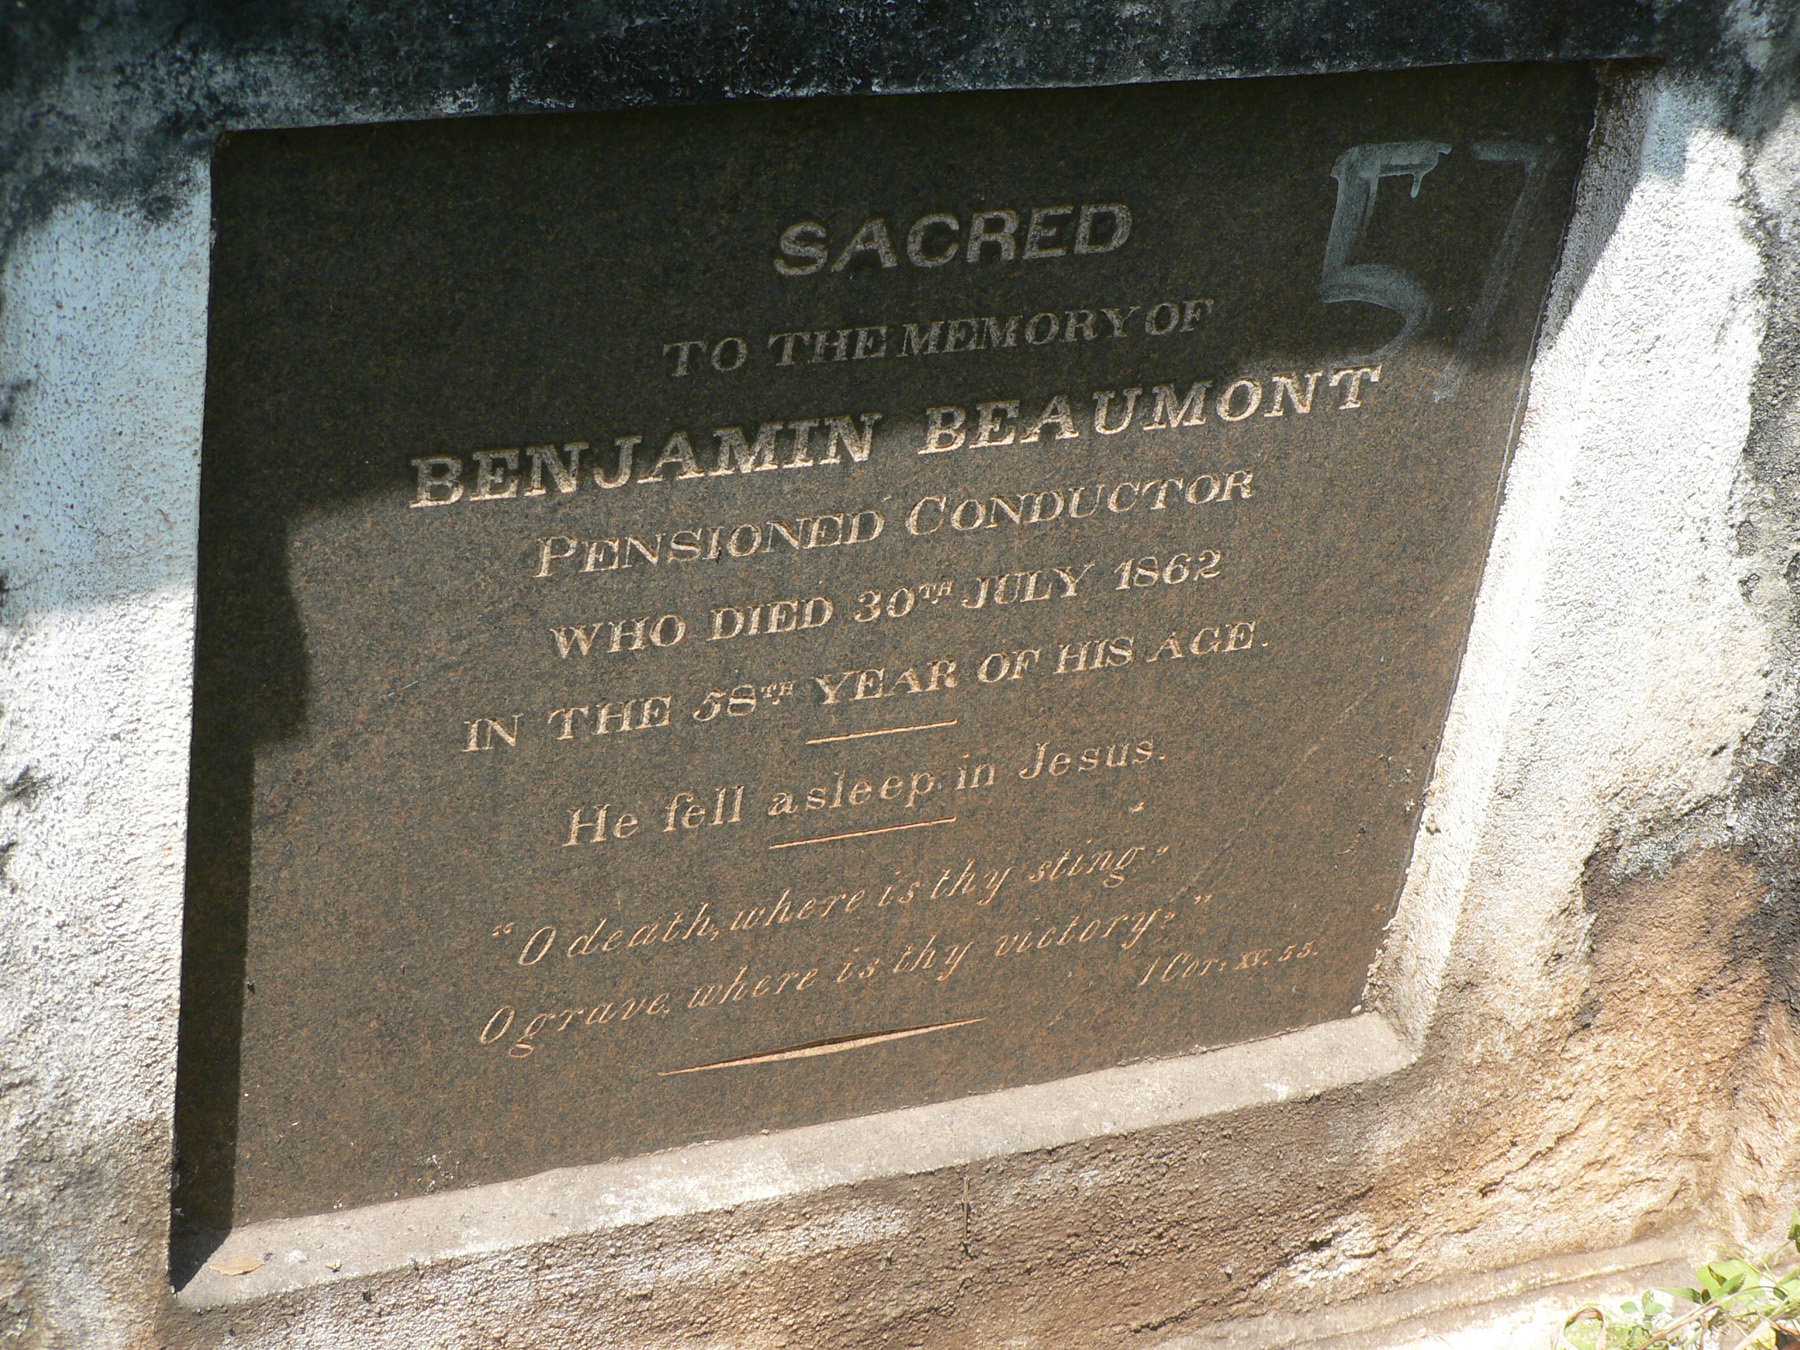 57
SACRED
TO THE MEMORY OF
BENJAMIN BEAUMONT
PENSIONED CONDUCTOR
WHO DIED 30TH JULY 1862
IN THE 58TH YEAR OF HIS AGE.
He fell asleep in Jesus.
"O death, where is thy sting?
O grave, where is thy victory?"
1 Cor: XV. 55.